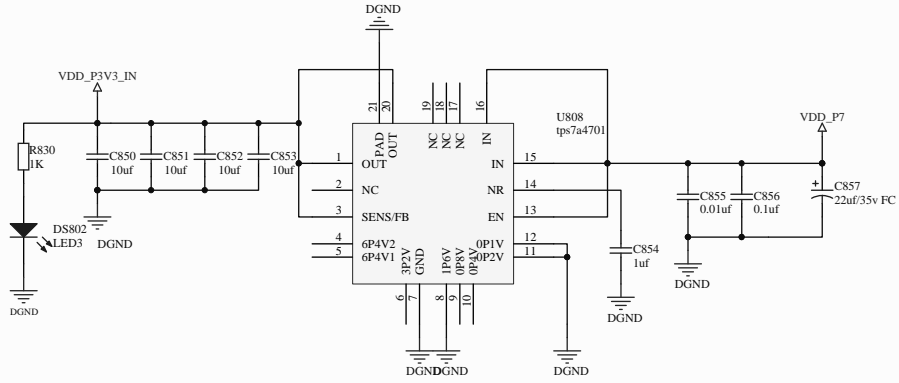 DGND
VDD_P3V3_IN
R830
1K
C850
10uf
C851
10uf
C852
10uf
C853
10uf
DS802
LED3
DGND
DGND
21
20
19
18
17
16
PAD
OUT
NC
NC
NC
IN
U808
tps7a4701
1
OUT
2
NC
3
SENS/FB
4
6P4V2
5
6P4V1
IN
15
NR
14
EN
13
0P1V
12
0P2V
11
3P2V
GND
1P6V
0P8V
0P4V
6
7
8
9
10
DGND
DGND
DGND
C854
1uf
DGND
VDD_P7
C855
0.01uf
C856
0.1uf
C857
22uf/35v FC
DGND